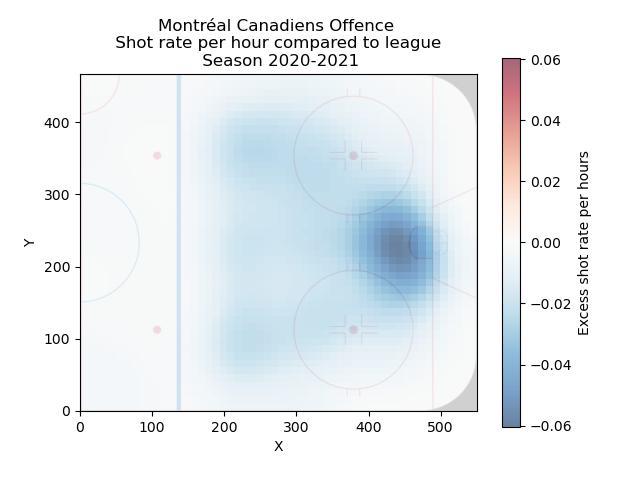 Montréal Canadiens Offence
Shot rate per hour compared to league
Season 2020-2021
Y
400
300
200
100
0
0 100 200 300 400 500
X
0.06
0.04
0.02
0.00
−0.02
−0.04
−0.06
Excess shot rate per hours